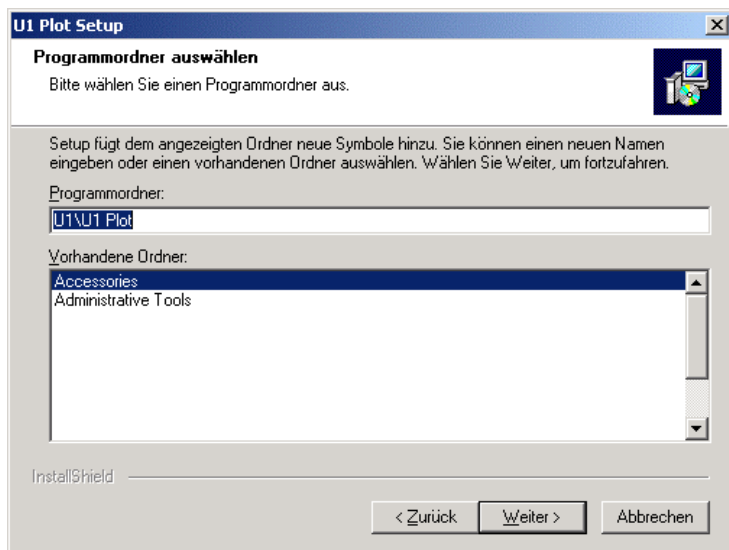 U1 Plot Setup
Programmordner auswählen
Bitte wählen Sie einen Programmordner aus.
Setup fügt dem angezeigten Ordner neue Symbole hinzu. Sie können einen neuen Namen
eingeben oder einen vorhandenen Ordner auswählen. Wählen Sie Weiter, um fortzufahren.
Programmordner:
U1\U1 Plot
Vorhandene Ordner:
Accessories
Administrative Tools
InstallShield
< Zurück
Weiter >
Abbrechen